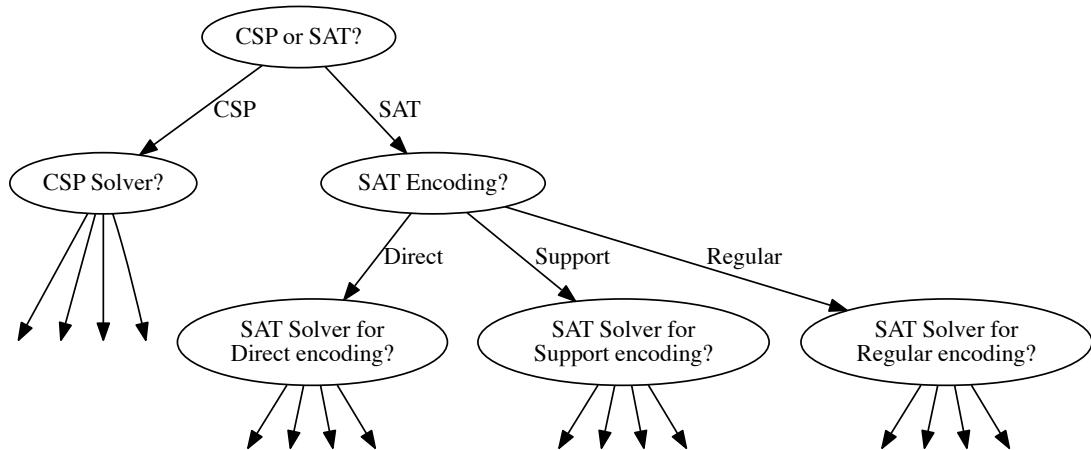 CSP or SAT?
CSP
SAT
CSP Solver?
SAT Encoding?
Direct
Support
Regular
SAT Solver for
Direct encoding?
SAT Solver for
Support encoding?
SAT Solver for
Regular encoding?